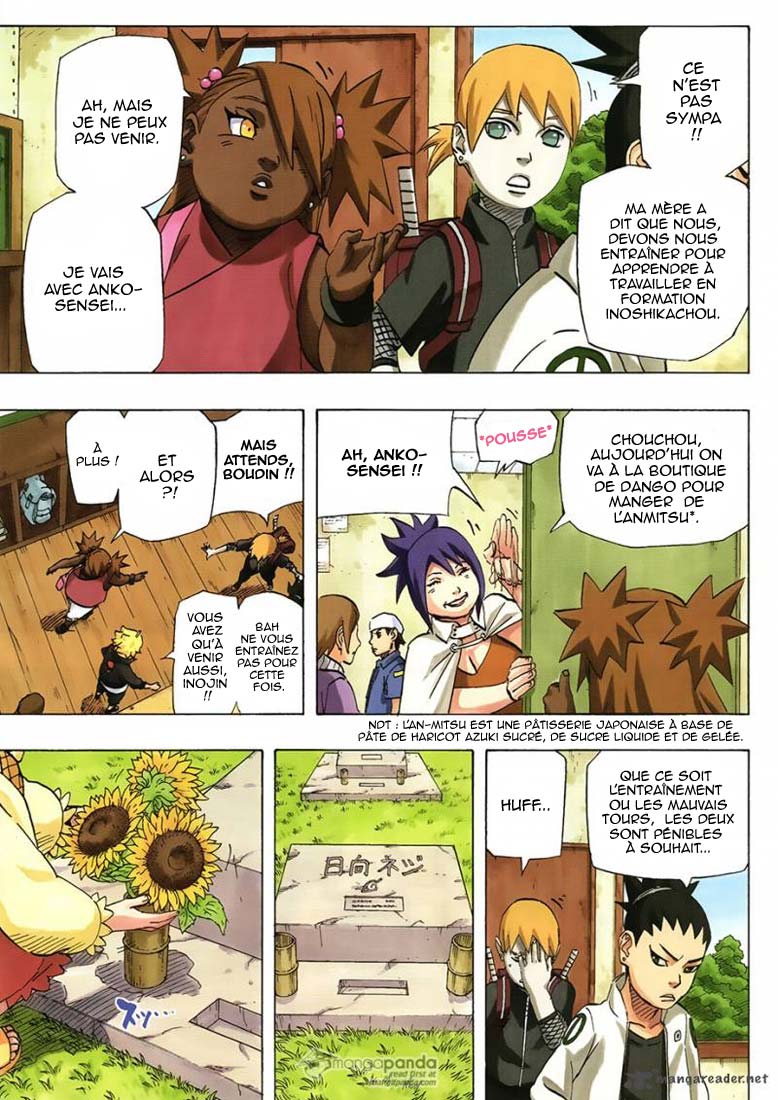 CE
N'EST
PAS
SYMPA
!!
MA MÈRE A
DIT QUE NOUS,
DEVONS NOUS
ENTRAÎNER POUR
APPRENDRE À
TRAVAILLER EN
FORMATION
INOSHIKACHOU.
AH, MAIS
JE NE PEUX
PAS VENIR.
JE VAIS
AVEC ANKO-
SENSEI...
CHOUCHOU,
AUJOURD'HUI ON
VA À LA BOUTIQUE
DE DANGO POUR
MANGER DE
L'ANMITSU*.
*POUSSE*
AH, ANKO-
SENSEI !!
MAIS
ATTENDS,
BOUDIN !!
ET
ALORS
?!
À
PLUS !
BAH
NE VOUS
ENTRAÎNEZ
PAS POUR
CETTE
FOIS.
VOUS
AVEZ
QU'À
VENIR
AUSSI,
INOJIN
!!
NDT : L'AN-MITSU EST UNE PÂTISSERIE JAPONAISE À BASE DE
PÂTE DE HARICOT AZUKI SUCRÉ, DE SUCRE LIQUIDE ET DE GELÉE.
QUE CE SOIT
L'ENTRAÎNEMENT
OU LES MAUVAIS
TOURS, LES DEUX
SONT PÉNIBLES
À SOUHAIT...
HUFF...
日向ネジ
スッ…
mangapanda
read first at
mangareader.net